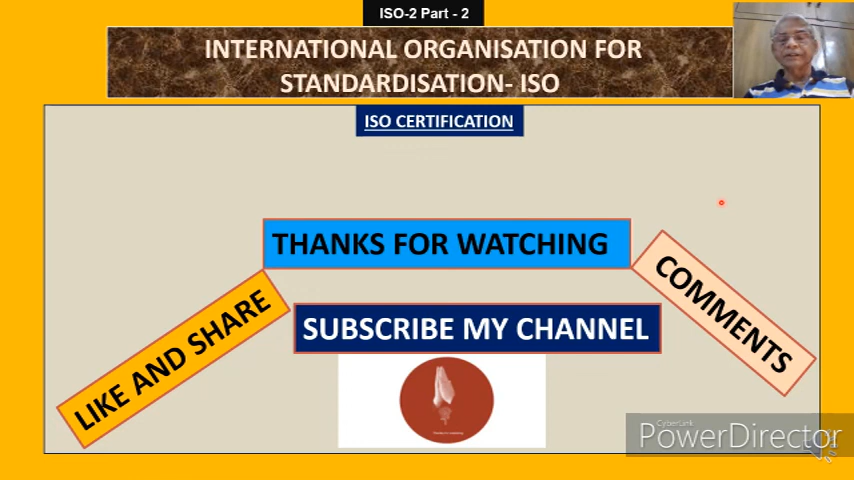 ISO-2 Part - 2
INTERNATIONAL ORGANISATION FOR
STANDARDISATION- ISO
ISO CERTIFICATION
THANKS FOR WATCHING
COMMENTS
LIKE AND SHARE
SUBSCRIBE MY CHANNEL
CyberLink
PowerDirector